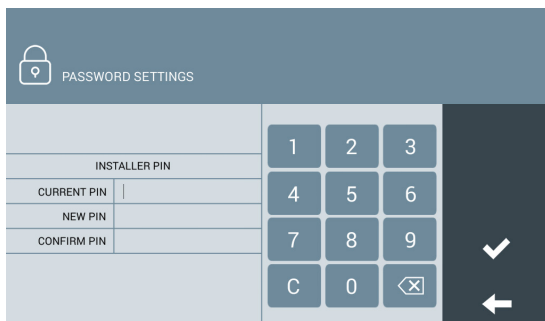 PASSWORD SETTINGS
INSTALLER PIN
CURRENT PIN
NEW PIN
CONFIRM PIN
1 2 3
4 5 6
7 8 9
C 0